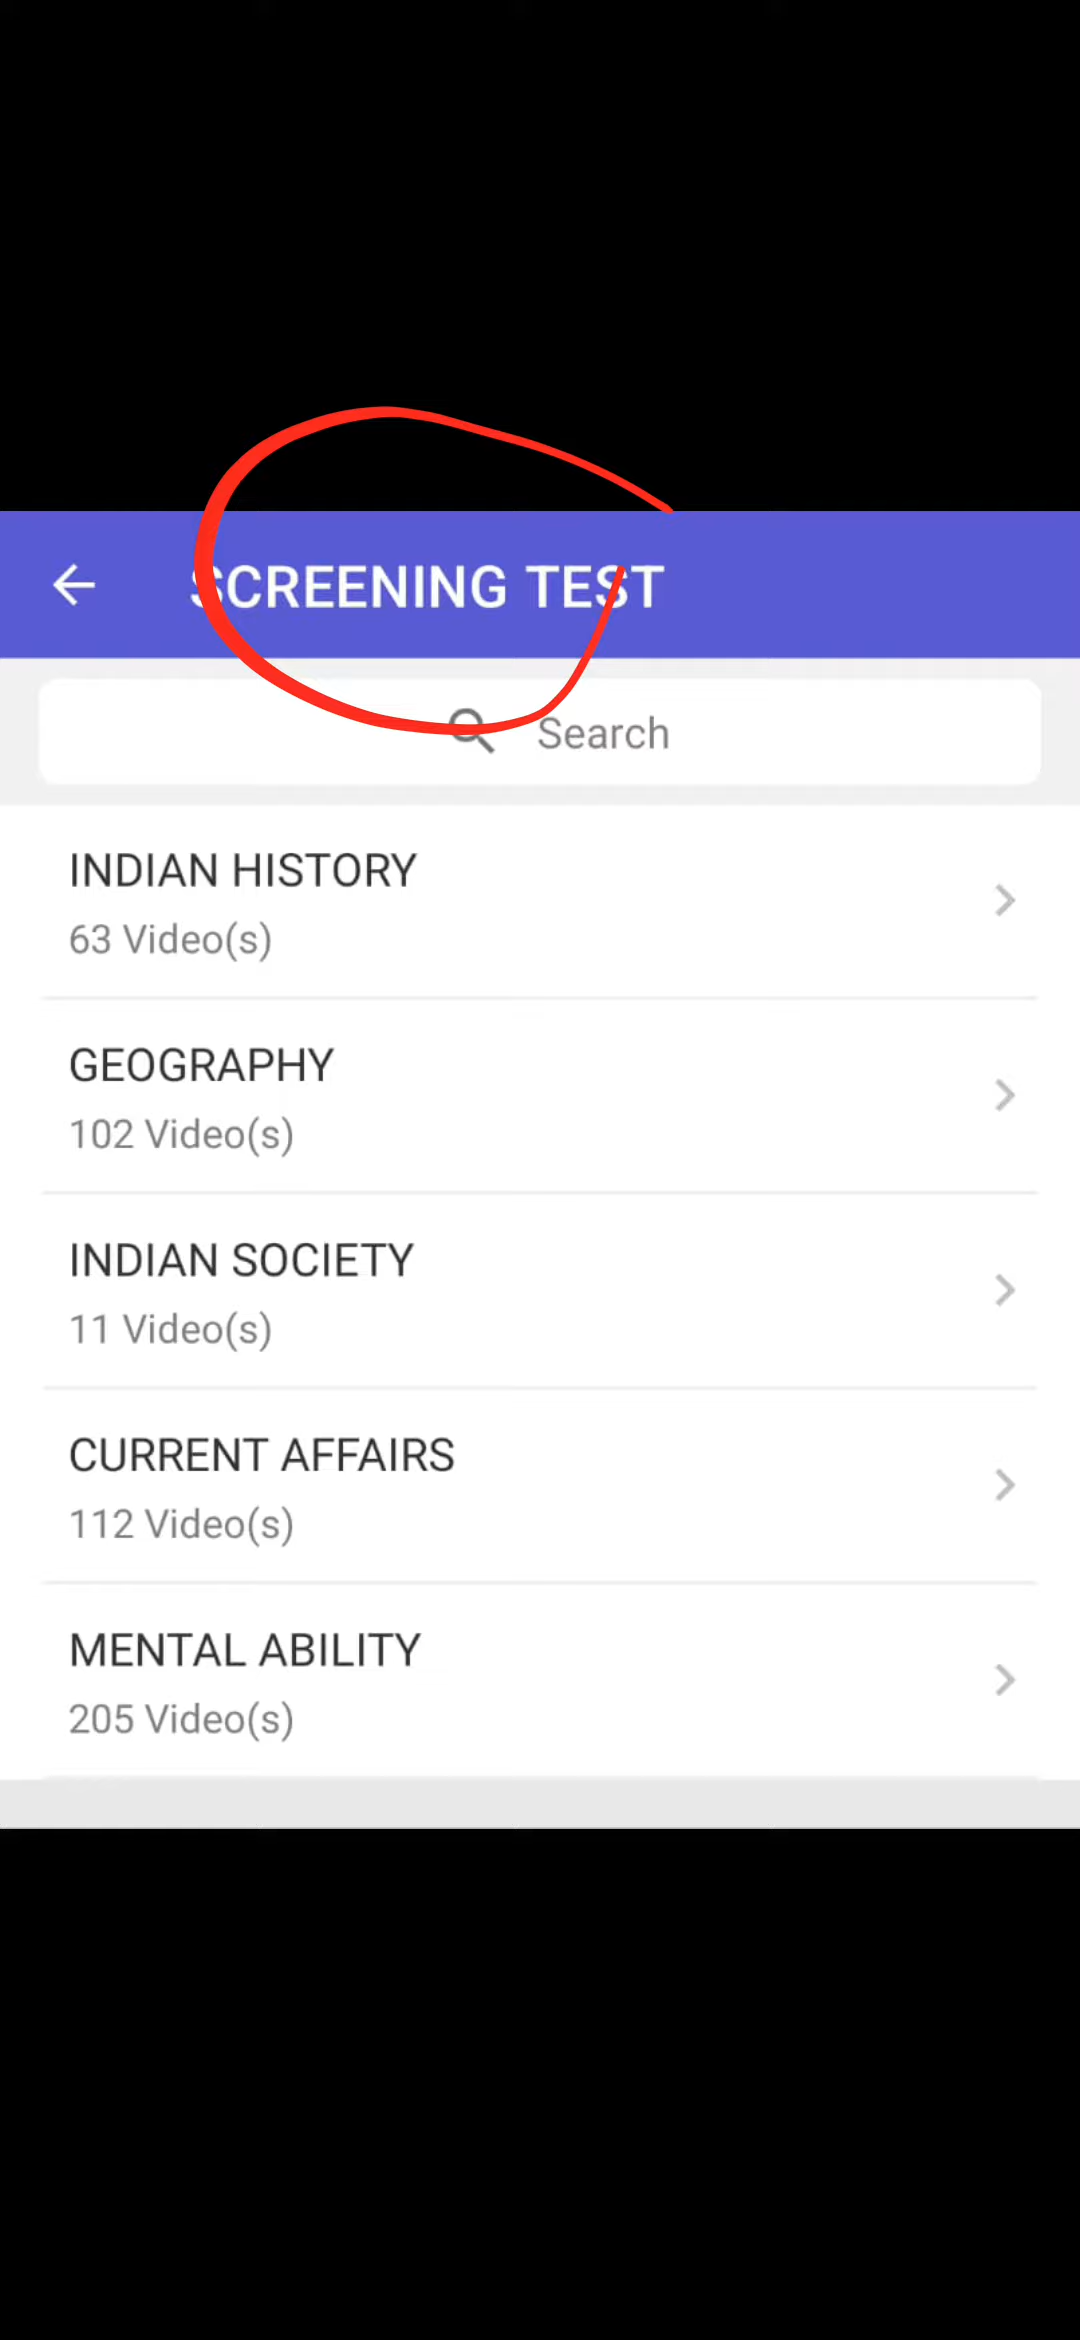 SCREENING TEST
Search
INDIAN HISTORY
63 Video(s)
GEOGRAPHY
102 Video(s)
INDIAN SOCIETY
11 Video(s)
CURRENT AFFAIRS
112 Video(s)
MENTAL ABILITY
205 Video(s)